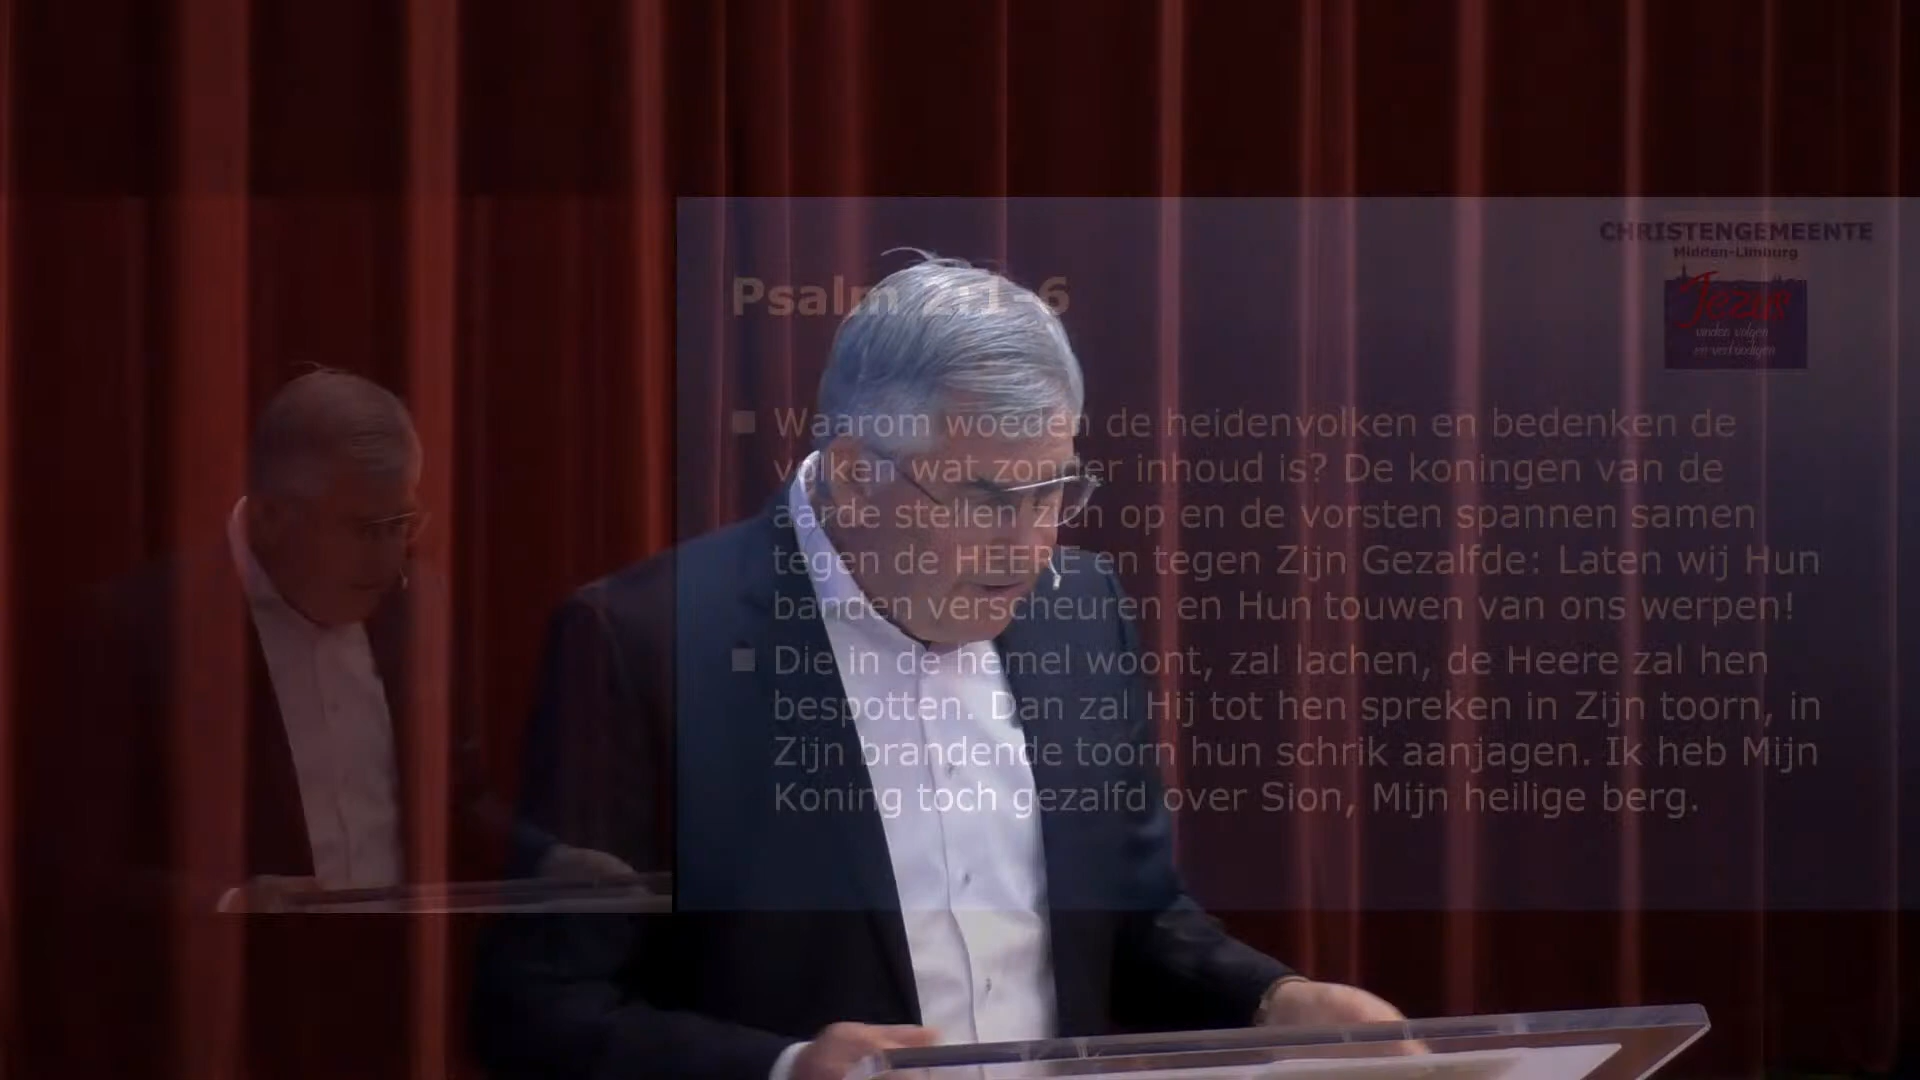 CHRISTENGEMEENTE
Midden-Limburg
Jezus
vinden volgen
en verkondigen
Psalm 2:1-6
Waarom woeden de heidenvolken en bedenken de
volken wat zonder inhoud is? De koningen van de
aarde stellen zich op en de vorsten spannen samen
tegen de HEERE en tegen Zijn Gezalfde: Laten wij Hun
banden verscheuren en Hun touwen van ons werpen!
Die in de hemel woont, zal lachen, de Heere zal hen
bespotten. Dan zal Hij tot hen spreken in Zijn toorn, in
Zijn brandende toorn hun schrik aanjagen. Ik heb Mijn
Koning toch gezalfd over Sion, Mijn heilige berg.